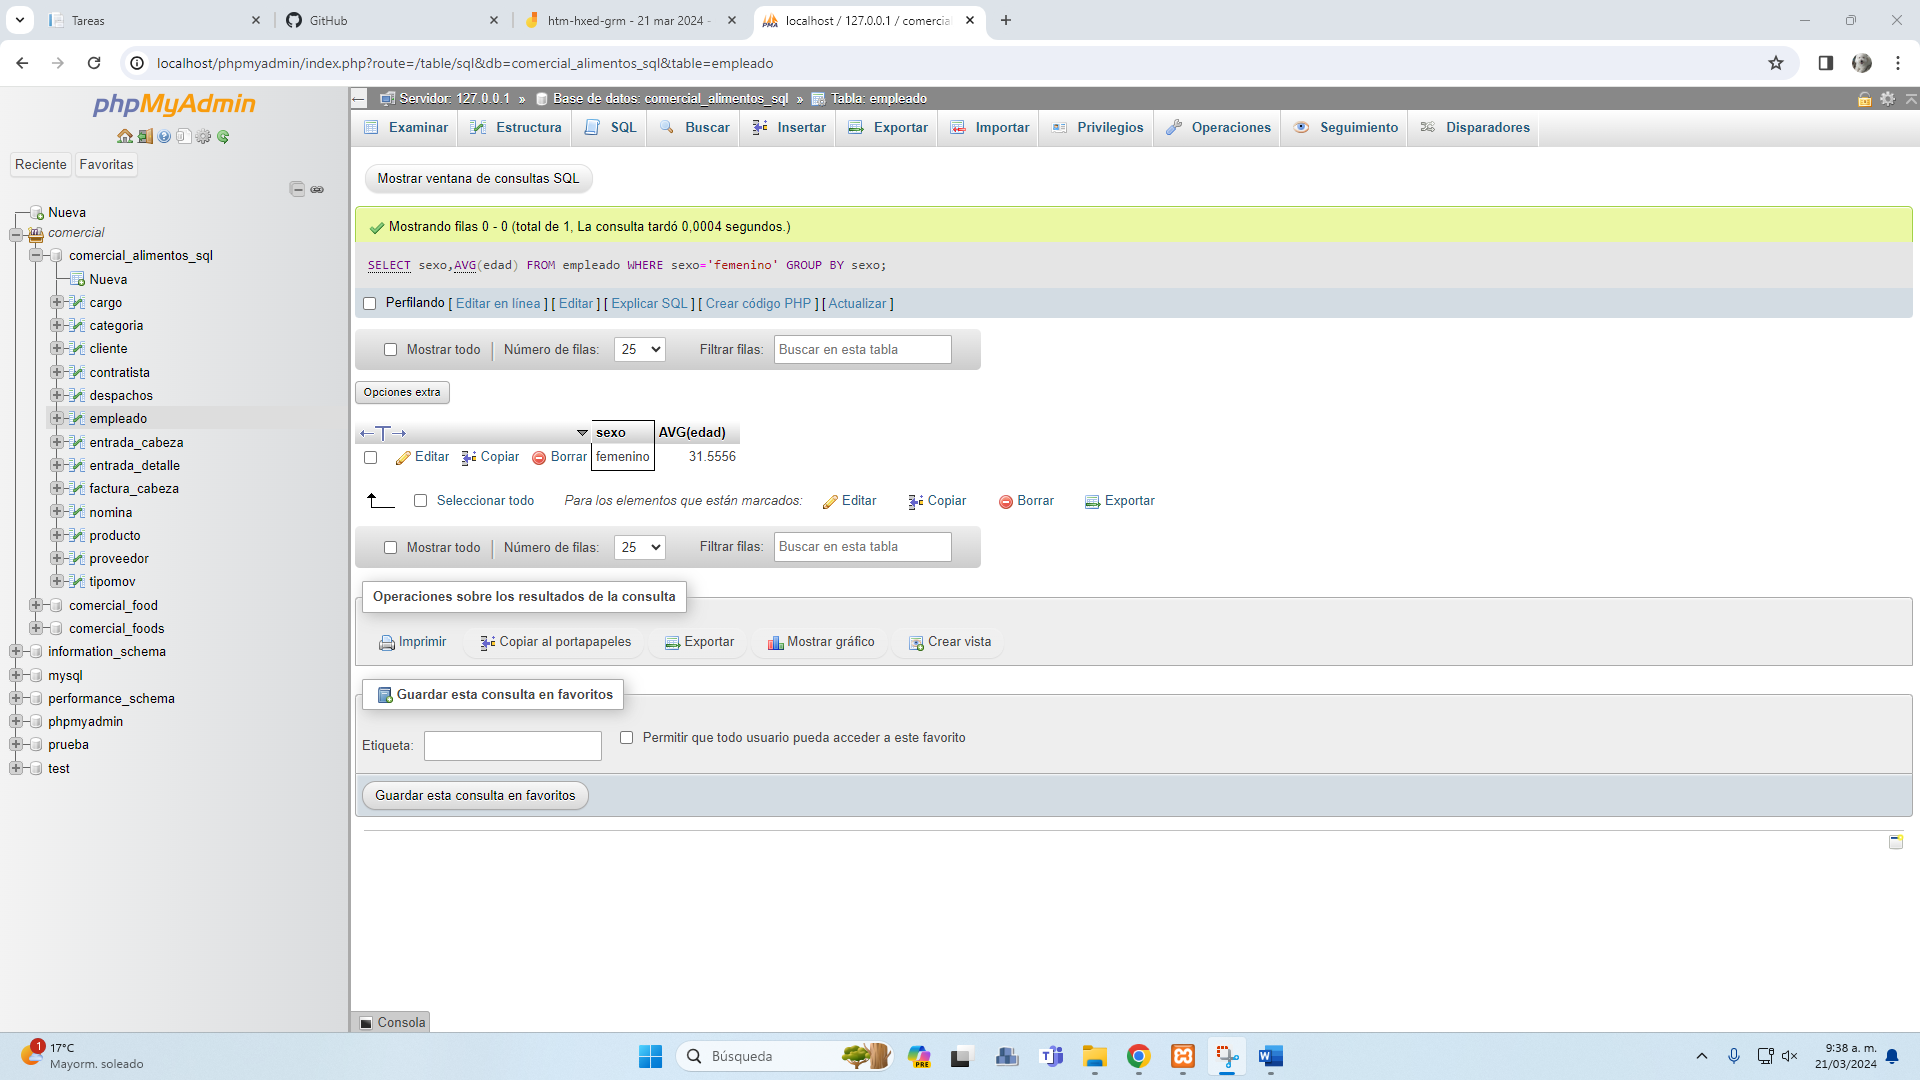 Tareas
GitHub
htm-hxed-grm - 21 mar 2024 -
localhost / 127.0.0.1 / comercia
localhost/phpmyadmin/index.php?route=/table/sql&db=comercial_alimentos_sql&table=empleado
phpMyAdmin
Reciente
Favoritas
Nueva
comercial
comercial_alimentos_sql
Nueva
cargo
categoria
cliente
contratista
despachos
empleado
entrada_cabeza
entrada_detalle
factura_cabeza
nomina
producto
proveedor
tipomov
comercial_food
comercial_foods
information_schema
mysql
performance_schema
phpmyadmin
prueba
test
Servidor: 127.0.0.1 » Base de datos: comercial_alimentos_sql » Tabla: empleado
Examinar Estructura SQL Buscar Insertar Exportar Importar Privilegios Operaciones Seguimiento Disparadores
Mostrar ventana de consultas SQL
Mostrando filas 0 - 0 (total de 1, La consulta tardó 0,0004 segundos.)
SELECT sexo,AVG(edad) FROM empleado WHERE sexo='femenino' GROUP BY sexo;
Perfilando [ Editar en línea ] [ Editar ] [ Explicar SQL ] [ Crear código PHP ] [ Actualizar ]
Mostrar todo Número de filas: 25 Filtrar filas: Buscar en esta tabla
Opciones extra
sexo AVG(edad)
Editar Copiar Borrar femenino 31.5556
Seleccionar todo Para los elementos que están marcados: Editar Copiar Borrar Exportar
Mostrar todo Número de filas: 25 Filtrar filas: Buscar en esta tabla
Operaciones sobre los resultados de la consulta
Imprimir Copiar al portapapeles Exportar Mostrar gráfico Crear vista
Guardar esta consulta en favoritos
Etiqueta: Permitir que todo usuario pueda acceder a este favorito
Guardar esta consulta en favoritos
Consola
1
17°C
Mayorm. soleado
Búsqueda
PRE
9:38 a. m.
21/03/2024